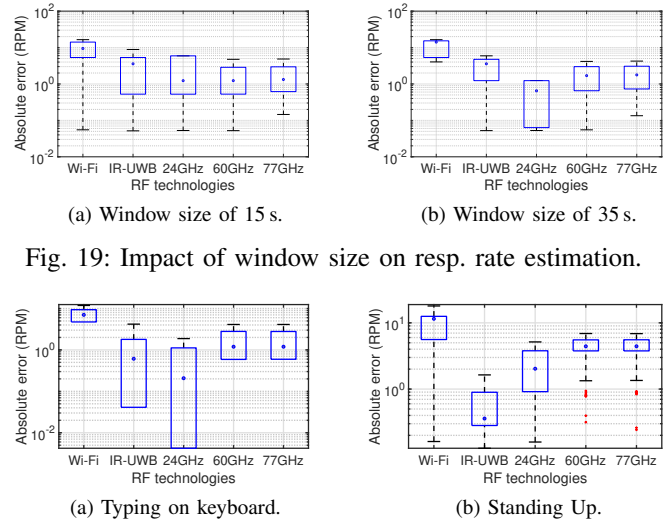 Absolute error (RPM)
10^2
10^0
10^-2
Wi-Fi IR-UWB 24GHz 60GHz 77GHz
RF technologies
(a) Window size of 15 s.
Absolute error (RPM)
10^2
10^0
10^-2
Wi-Fi IR-UWB 24GHz 60GHz 77GHz
RF technologies
(b) Window size of 35 s.
Fig. 19: Impact of window size on resp. rate estimation.
Absolute error (RPM)
10^0
10^-2
Wi-Fi IR-UWB 24GHz 60GHz 77GHz
RF technologies
(a) Typing on keyboard.
Absolute error (RPM)
10^1
10^0
Wi-Fi IR-UWB 24GHz 60GHz 77GHz
RF technologies
(b) Standing Up.